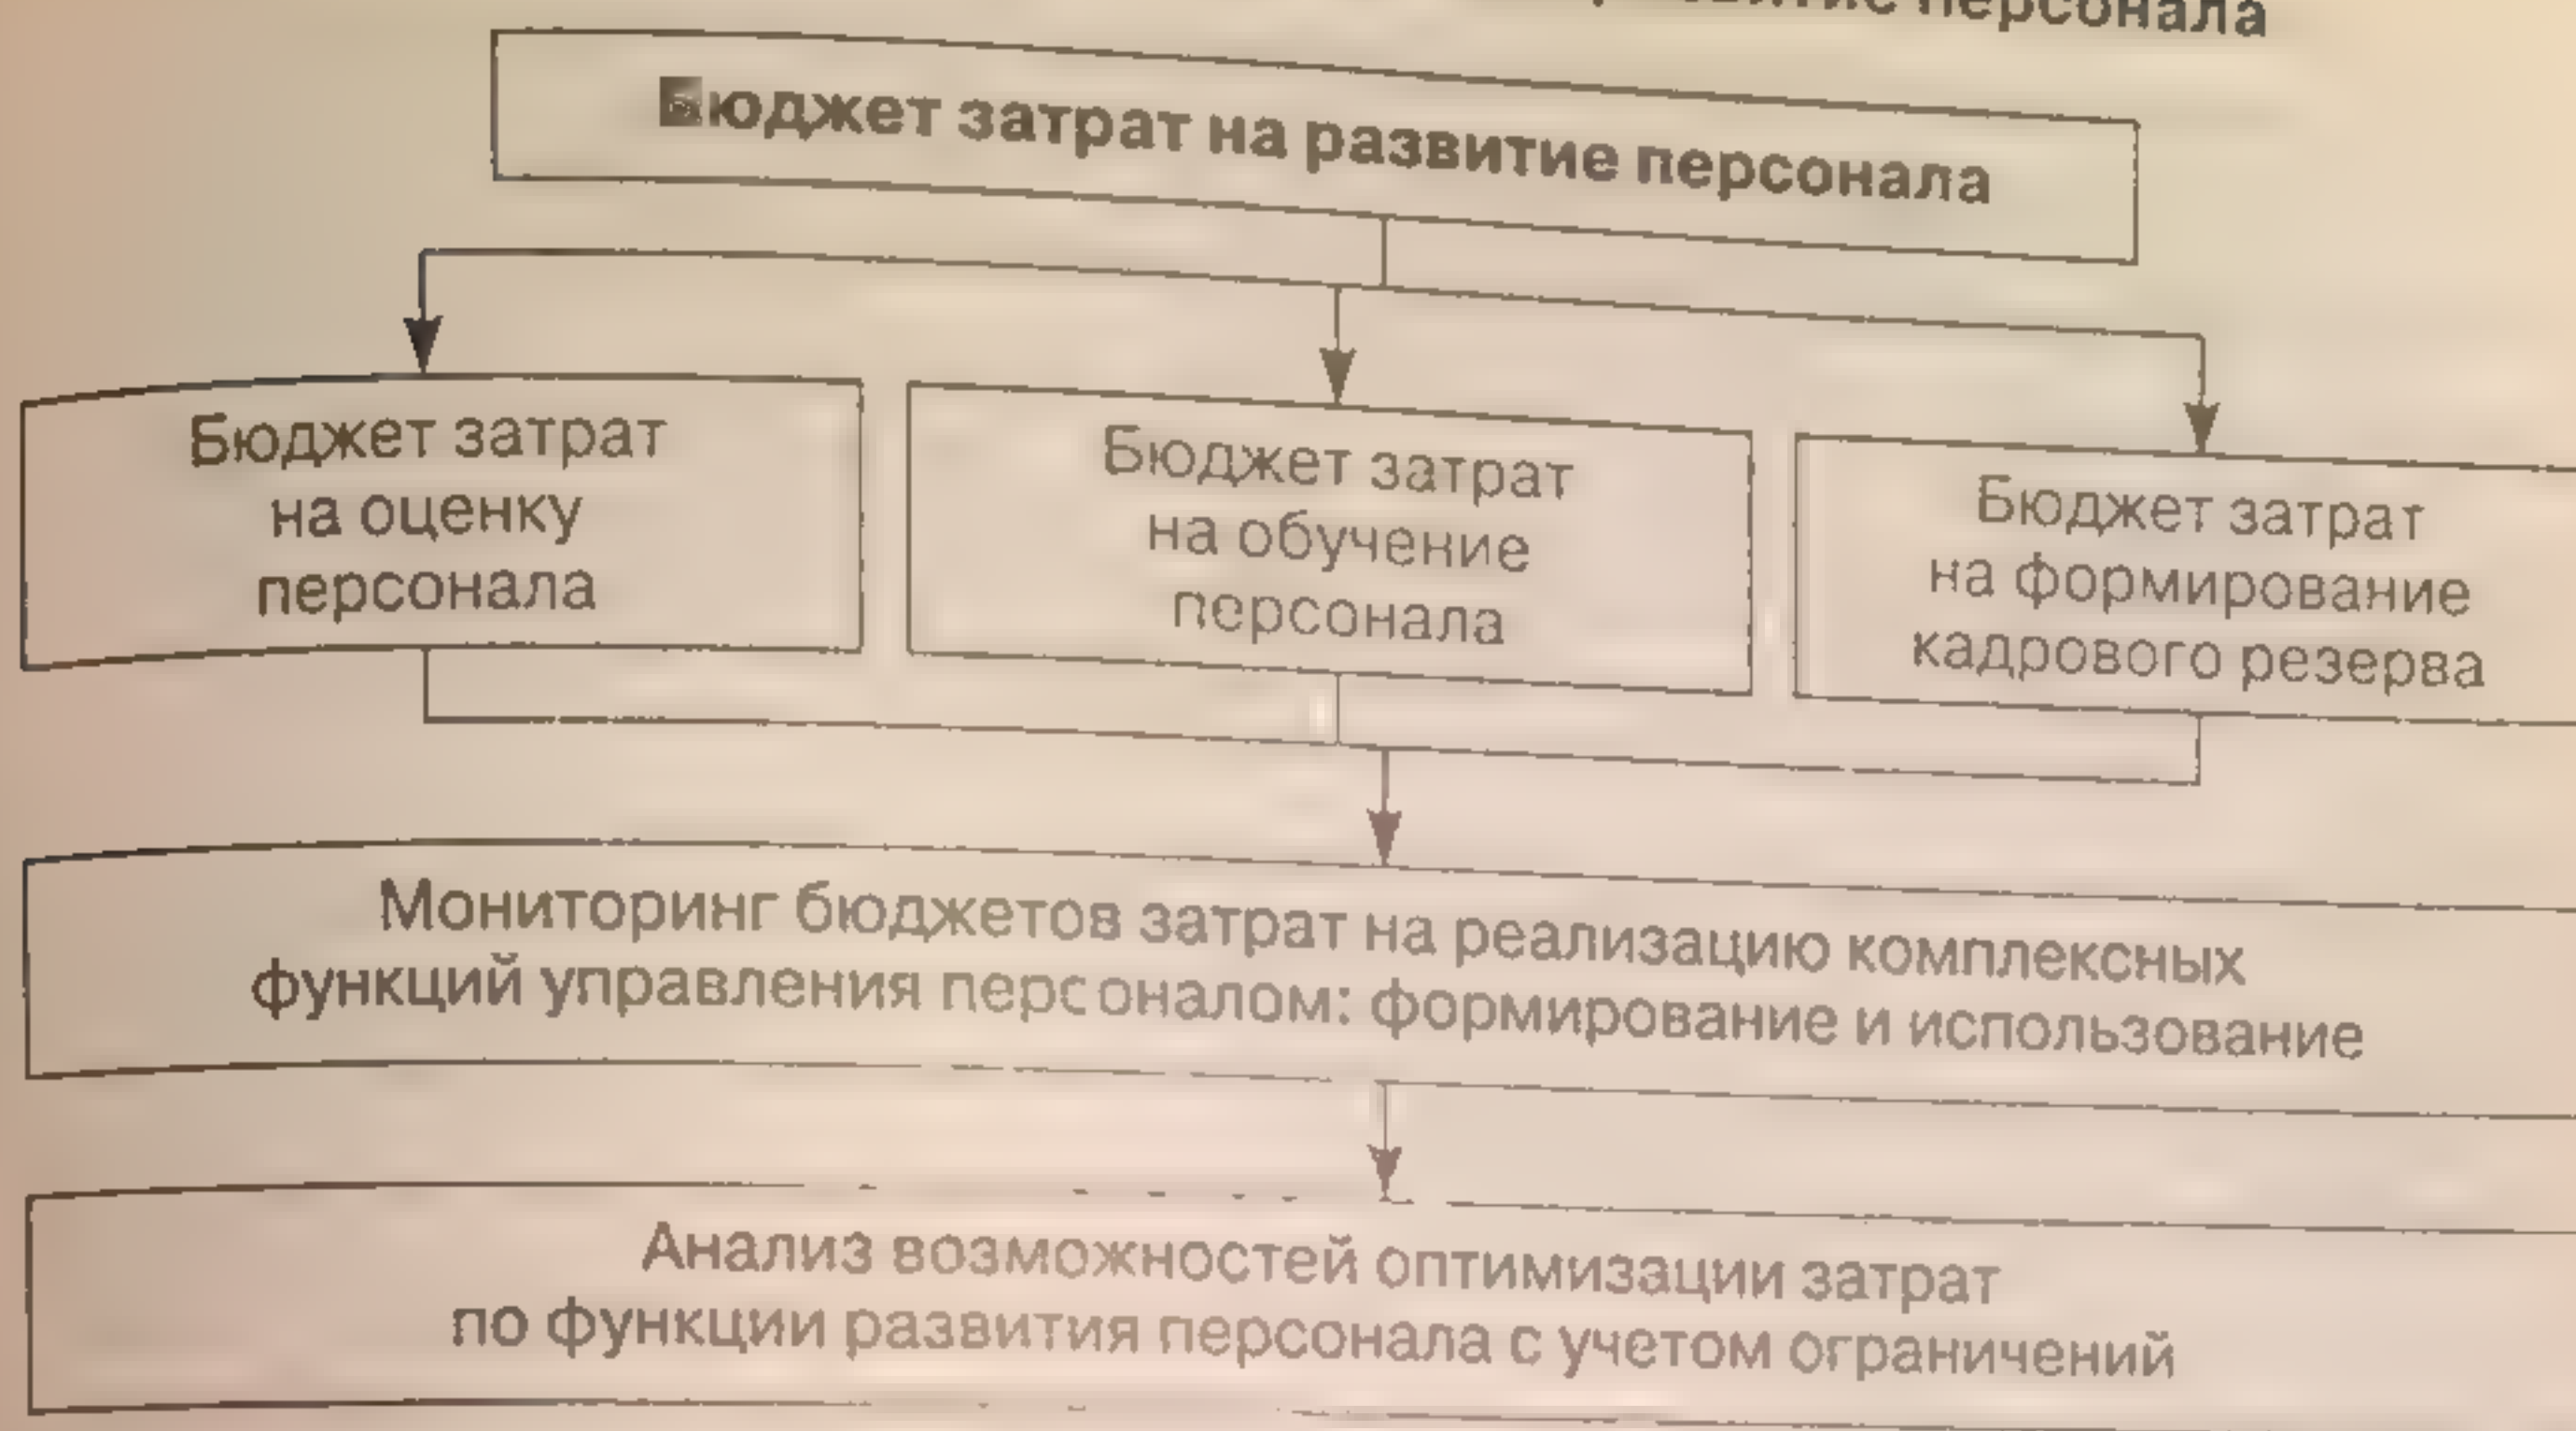 персонала
Бюджет затрат на развитие персонала
Бюджет затрат
на оценку
персонала
Бюджет затрат
на обучение
персонала
Бюджет затрат
на формирование
кадрового резерва
Мониторинг бюджетов затрат на реализацию комплексных
функций управления персоналом: формирование и использование
Анализ возможностей оптимизации затрат
по функции развития персонала с учетом ограничений